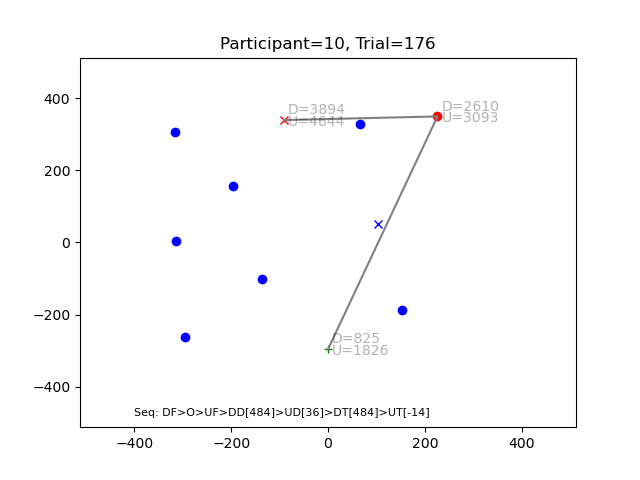 Participant=10, Trial=176
400
200
0
−200
−400
D=3894
U=4644
D=2610
U=3093
D=825
U=1826
Seq: DF>O>UF>DD[484]>UD[36]>DT[484]>UT[-14]
−400
−200
0
200
400